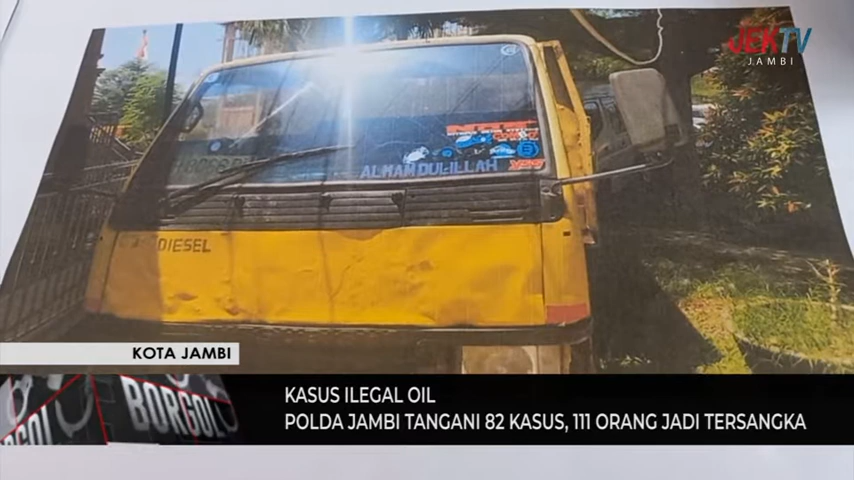 JEKTV
JAMBI
ALHAMDULILLAH
DIESEL
KOTA JAMBI
BORGOL
KASUS ILEGAL OIL
POLDA JAMBI TANGANI 82 KASUS, 111 ORANG JADI TERSANGKA